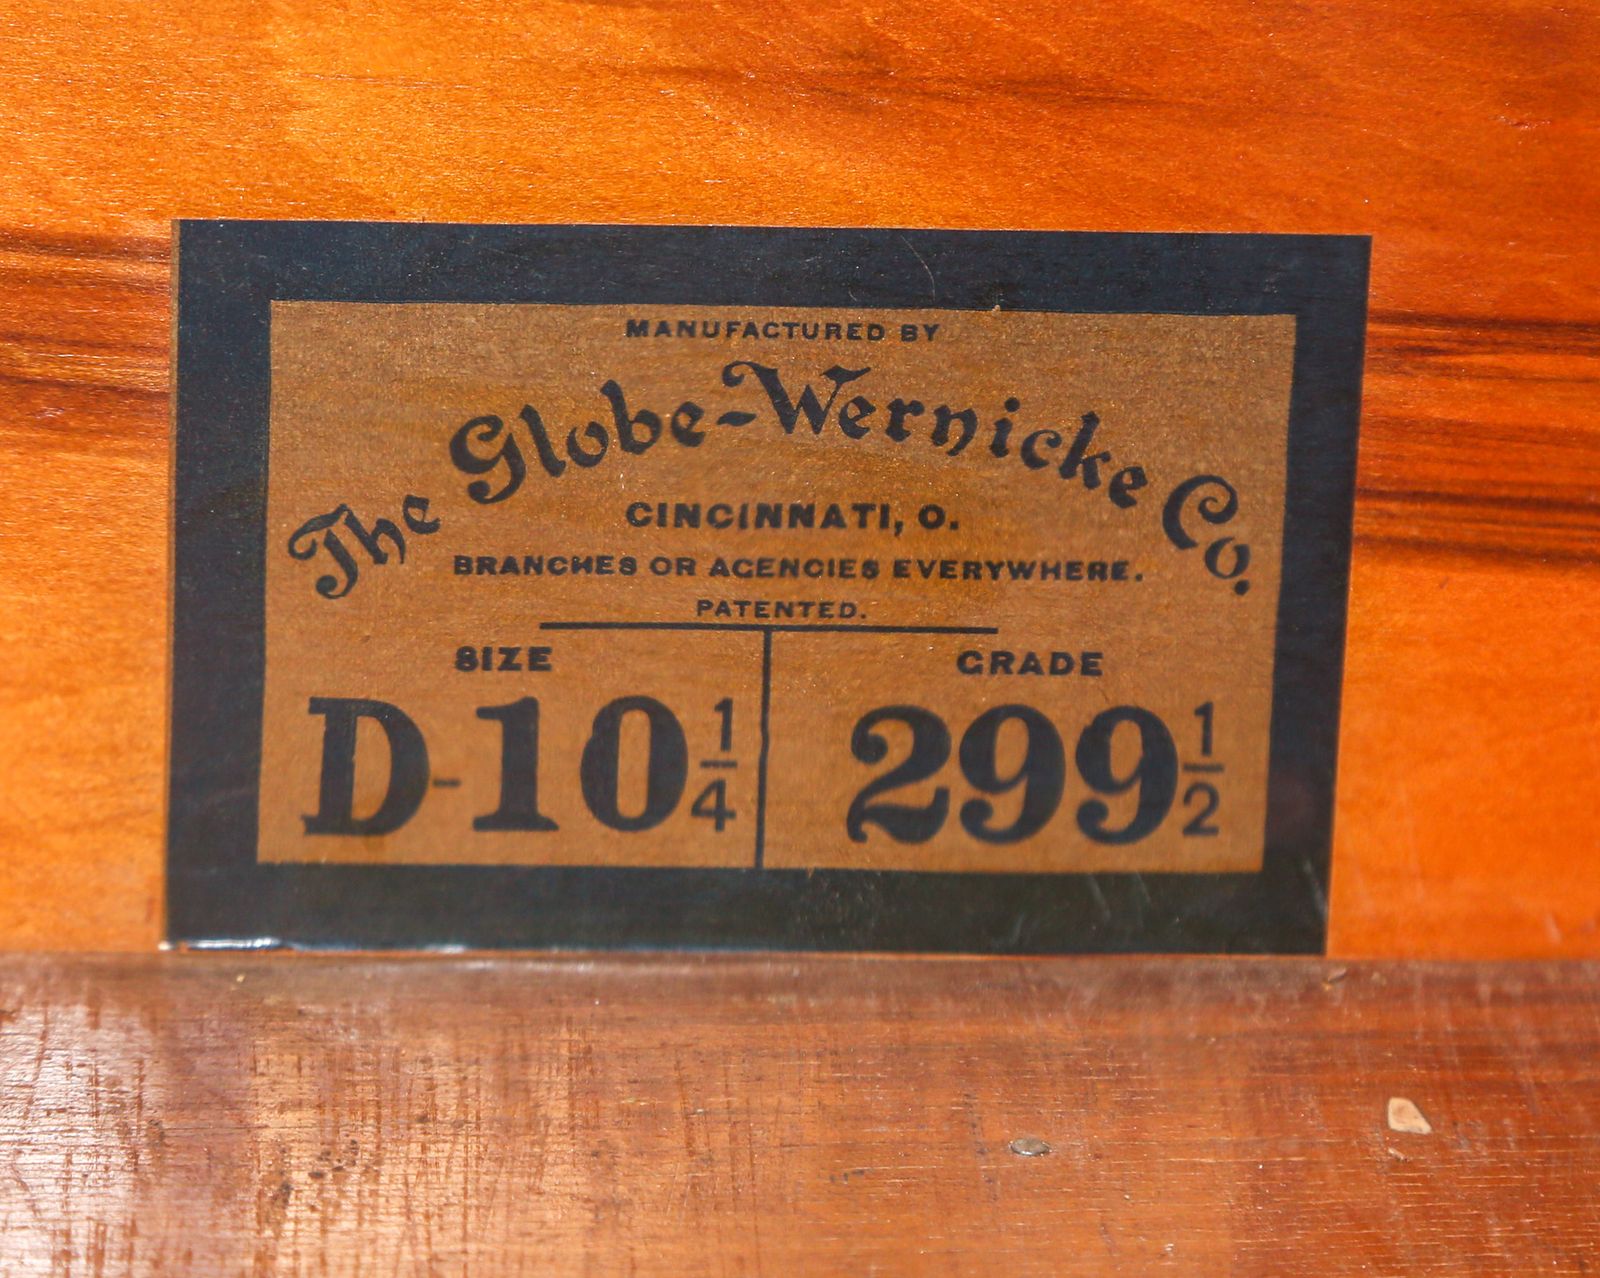 MANUFACTURED BY
The Globe-Wernicke Co.
CINCINNATI, O.
BRANCHES OR AGENCIES EVERYWHERE.
PATENTED.
SIZE GRADE
D-10 1/4 299 1/2